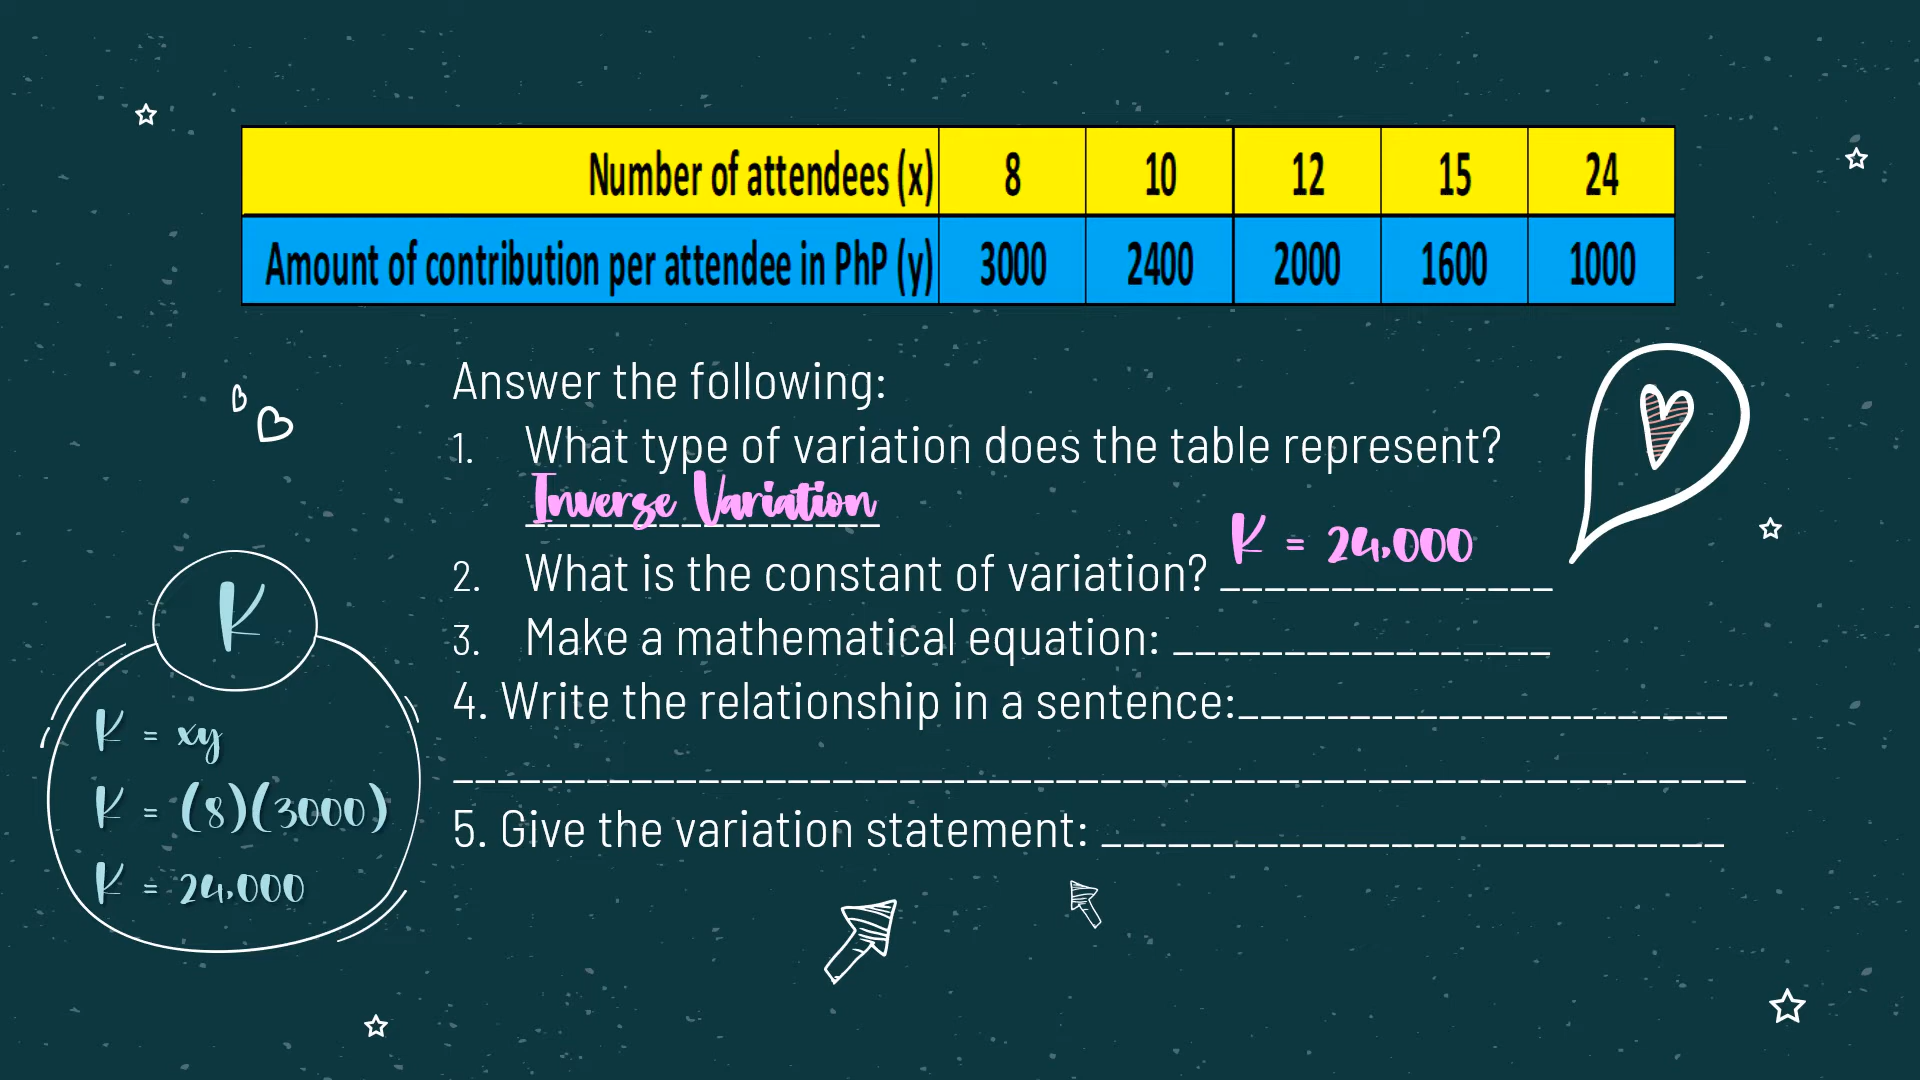 Number of attendees (x) 8 10 12 15 24
Amount of contribution per attendee in PhP (y) 3000 2400 2000 1600 1000
Answer the following:
1. What type of variation does the table represent?
Inverse Variation
K = 24,000
2. What is the constant of variation? _______________
3. Make a mathematical equation: _________________
4. Write the relationship in a sentence:______________________
__________________________________________________________
5. Give the variation statement: ____________________________
K
K = xy
K = (8)(3000)
K = 24,000